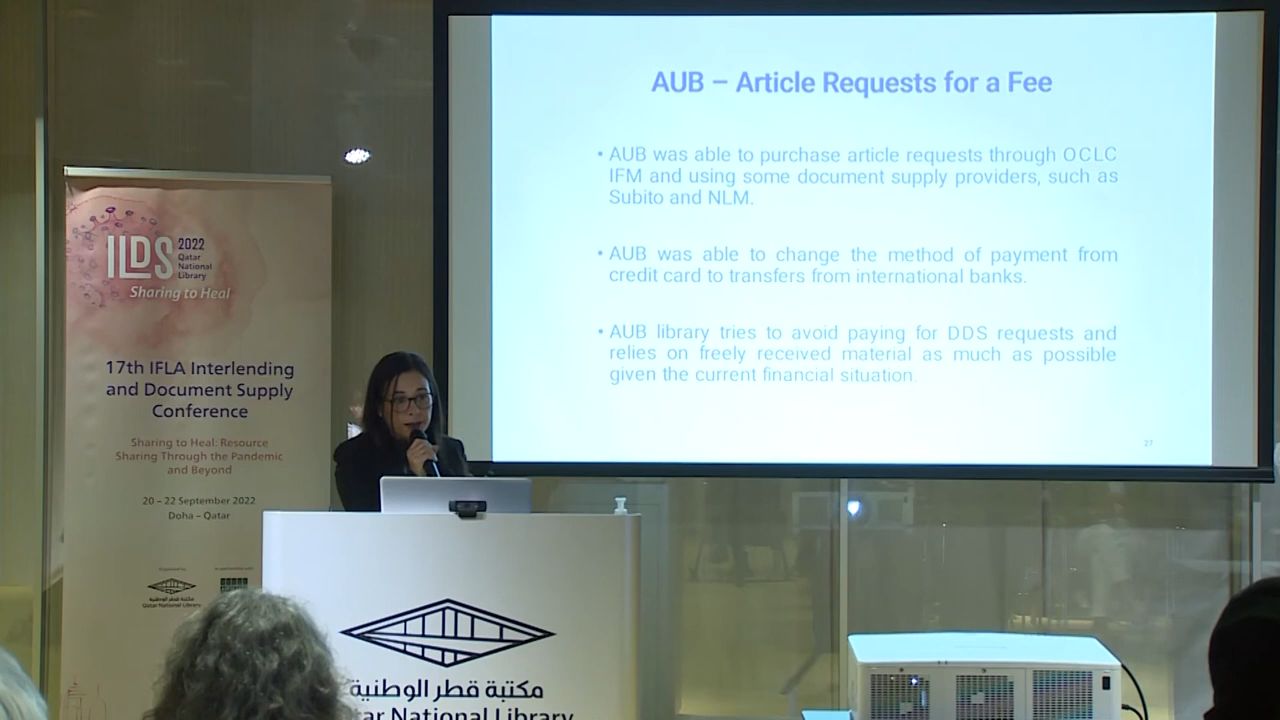 ILDS
2022
Qatar
National
Library
Sharing to Heal
17th IFLA Interlending
and Document Supply
Conference
Sharing to Heal: Resource
Sharing Through the Pandemic
and Beyond
20 – 22 September 2022
Doha – Qatar
مكتبة قطر الوطنية
Qatar National Library
AUB – Article Requests for a Fee
• AUB was able to purchase article requests through OCLC
IFM and using some document supply providers, such as
Subito and NLM.
• AUB was able to change the method of payment from
credit card to transfers from international banks.
• AUB library tries to avoid paying for DDS requests and
relies on freely received material as much as possible
given the current financial situation.
27
مكتبة قطر الوطنية
National Library